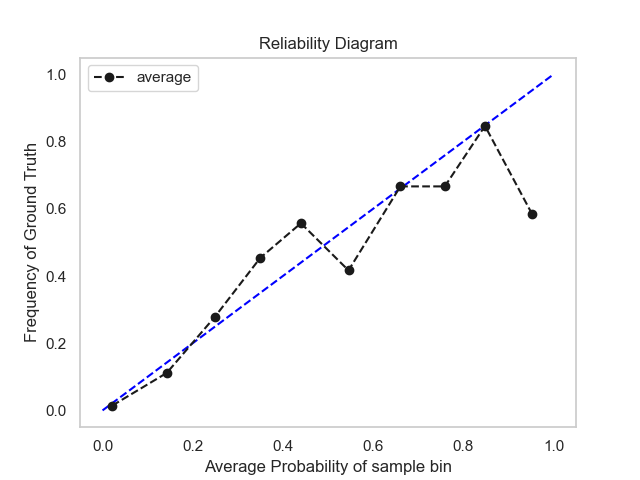 Reliability Diagram
average
Frequency of Ground Truth
1.0
0.8
0.6
0.4
0.2
0.0
0.0 0.2 0.4 0.6 0.8 1.0
Average Probability of sample bin